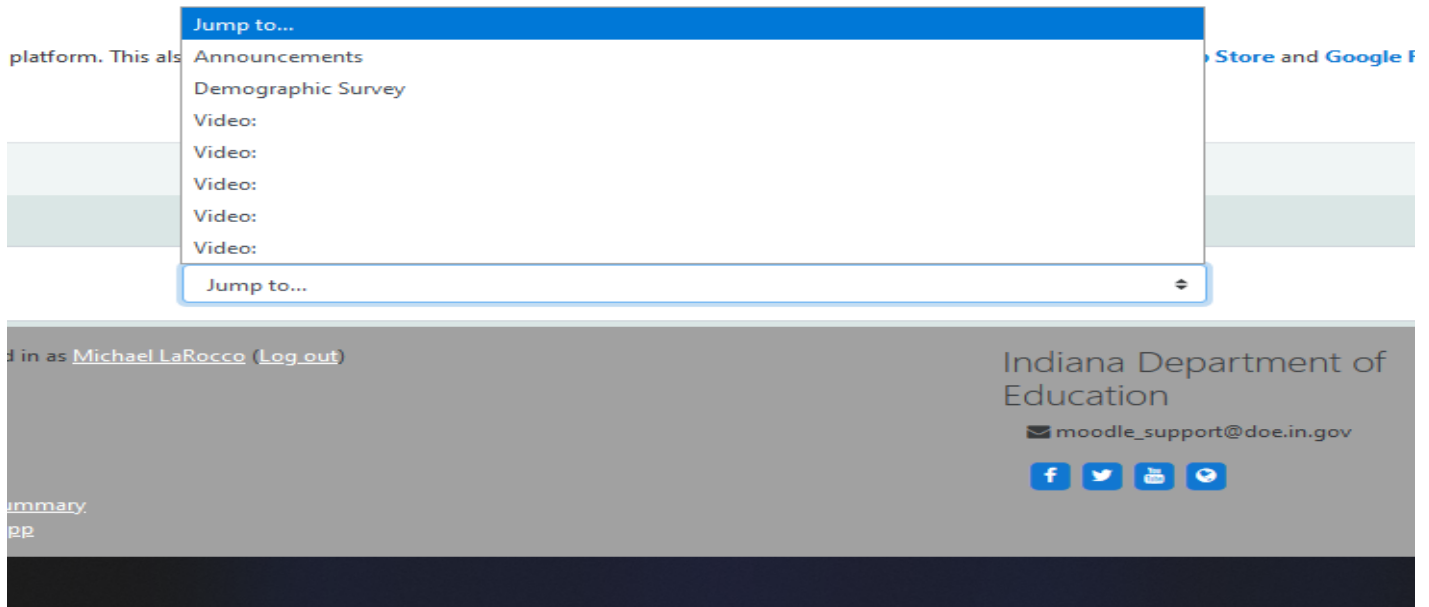 Jump to...
platform. This als
Announcements
Store and Google
Demographic Survey
Video:
Video:
Video:
Video:
Video:
Jump to...
d in as Michael LaRocco (Log out)
Indiana Department of
Education
moodle_support@doe.in.gov
ummary
pp